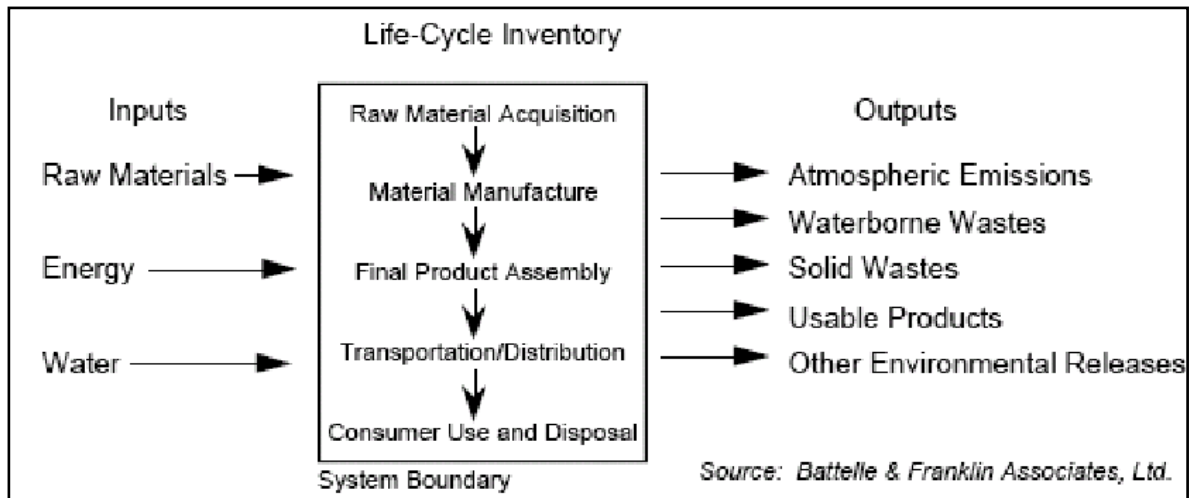 Life-Cycle Inventory
Inputs
Raw Materials
Energy
Water
Raw Material Acquisition
Material Manufacture
Final Product Assembly
Transportation/Distribution
Consumer Use and Disposal
System Boundary
Outputs
Atmospheric Emissions
Waterborne Wastes
Solid Wastes
Usable Products
Other Environmental Releases
Source: Battelle & Franklin Associates, Ltd.